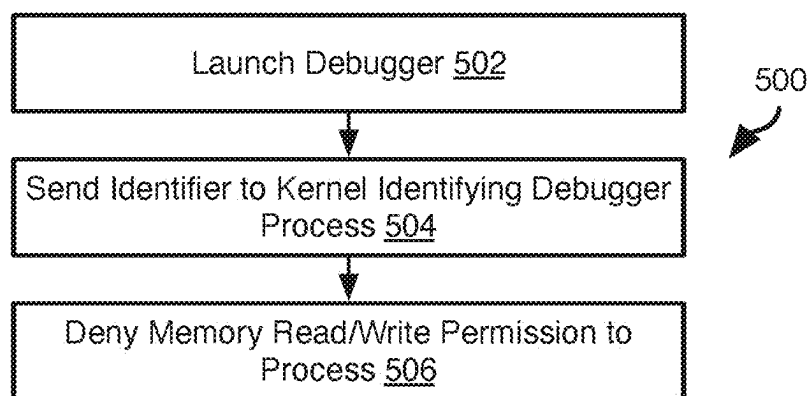 Launch Debugger 502
500
Send Identifier to Kernel Identifying Debugger
Process 504
Deny Memory Read/Write Permission to
Process 506